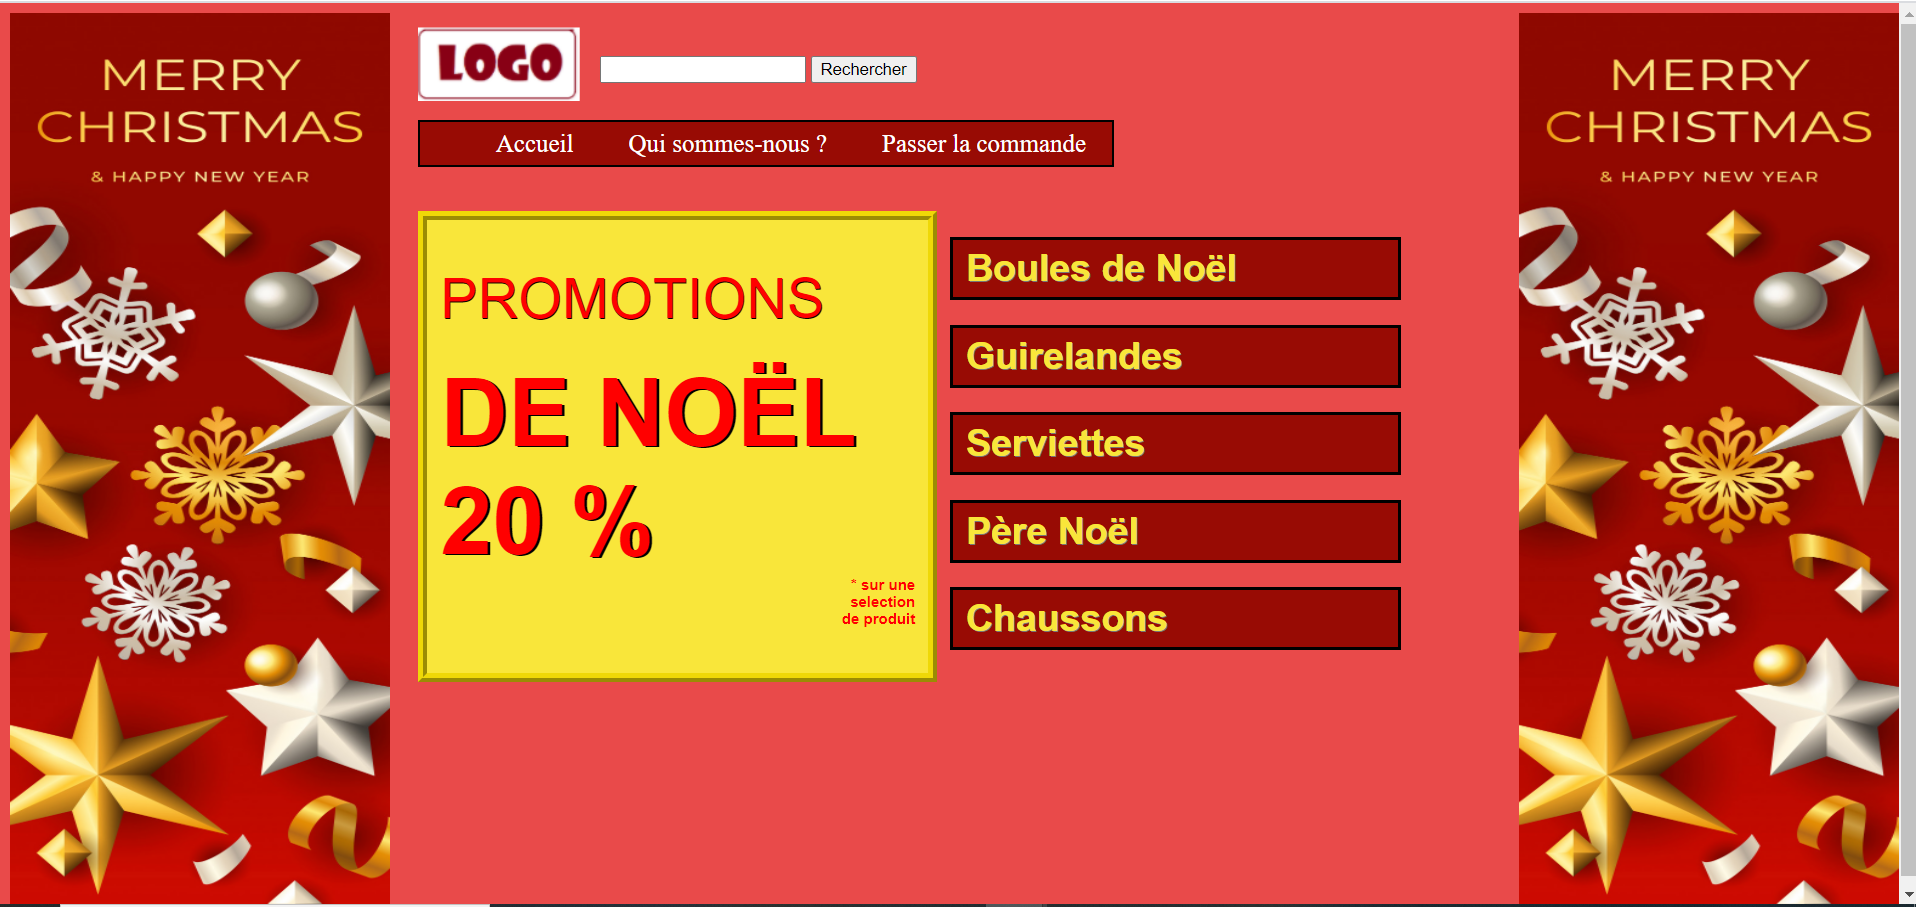 MERRY
CHRISTMAS
& HAPPY NEW YEAR
LOGO
Rechercher
Accueil Qui sommes-nous ? Passer la commande
PROMOTIONS
DE NOËL
20 %
* sur une
selection
de produit
Boules de Noël
Guirelandes
Serviettes
Père Noël
Chaussons
MERRY
CHRISTMAS
& HAPPY NEW YEAR